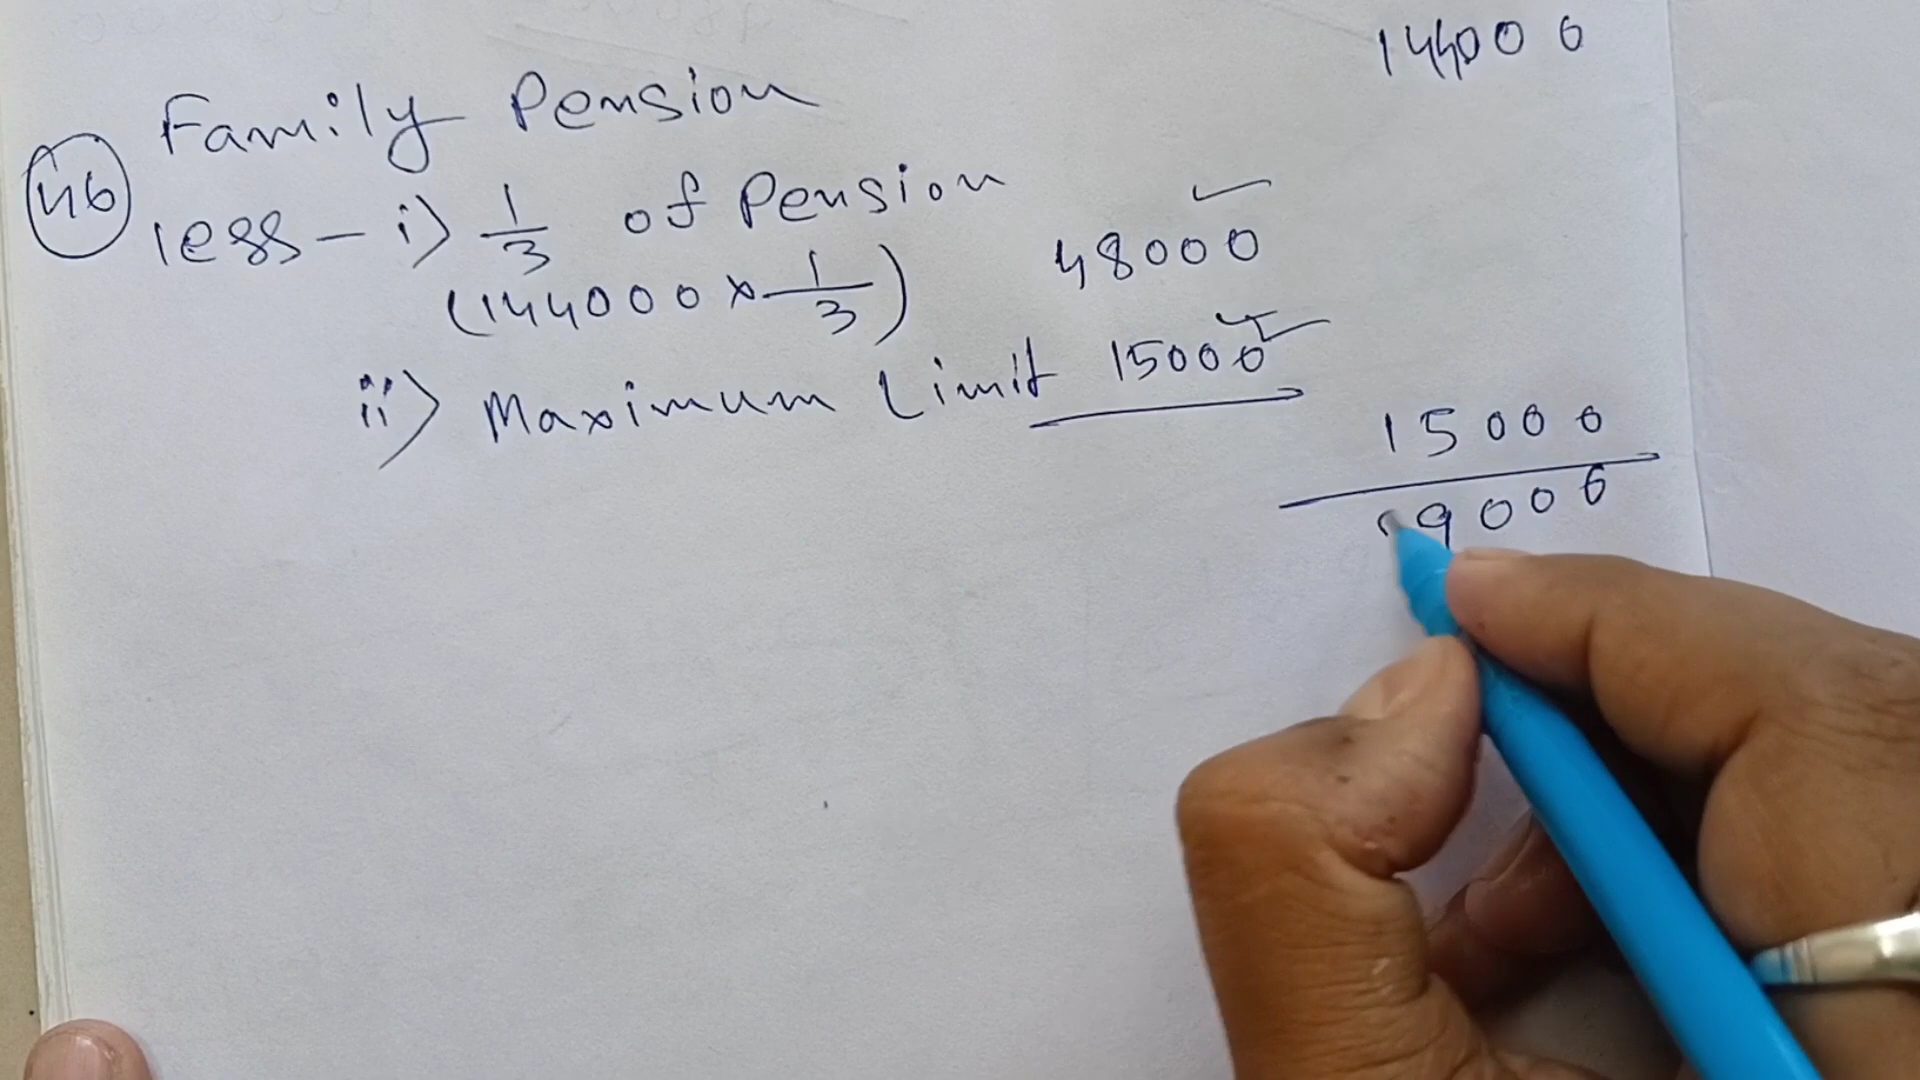 144000
Family Pension
46
less - i) 1/3 of Pension
(144000 × 1/3) 48000
ii) Maximum Limit 15000
15000
9000